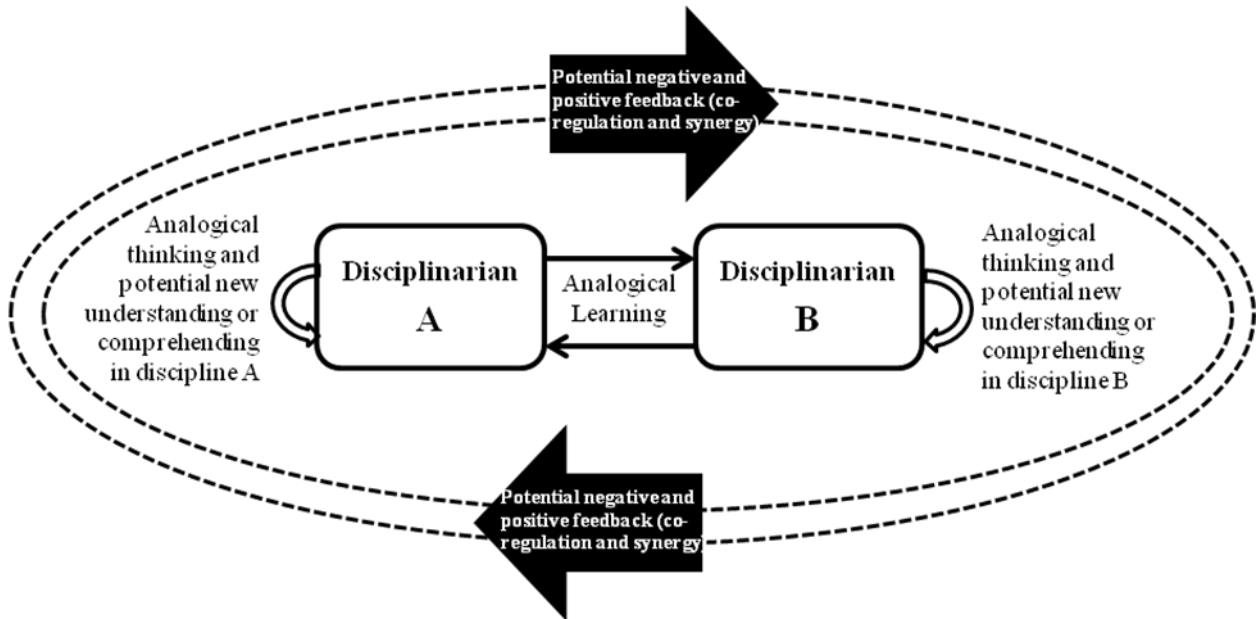 Potential negative and
positive feedback (co-
regulation and synergy)
Analogical
thinking and
potential new
understanding or
comprehending
in discipline A
Disciplinarian
A
Analogical
Learning
Disciplinarian
B
Analogical
thinking and
potential new
understanding or
comprehending
in discipline B
Potential negative and
positive feedback (co-
regulation and synergy)